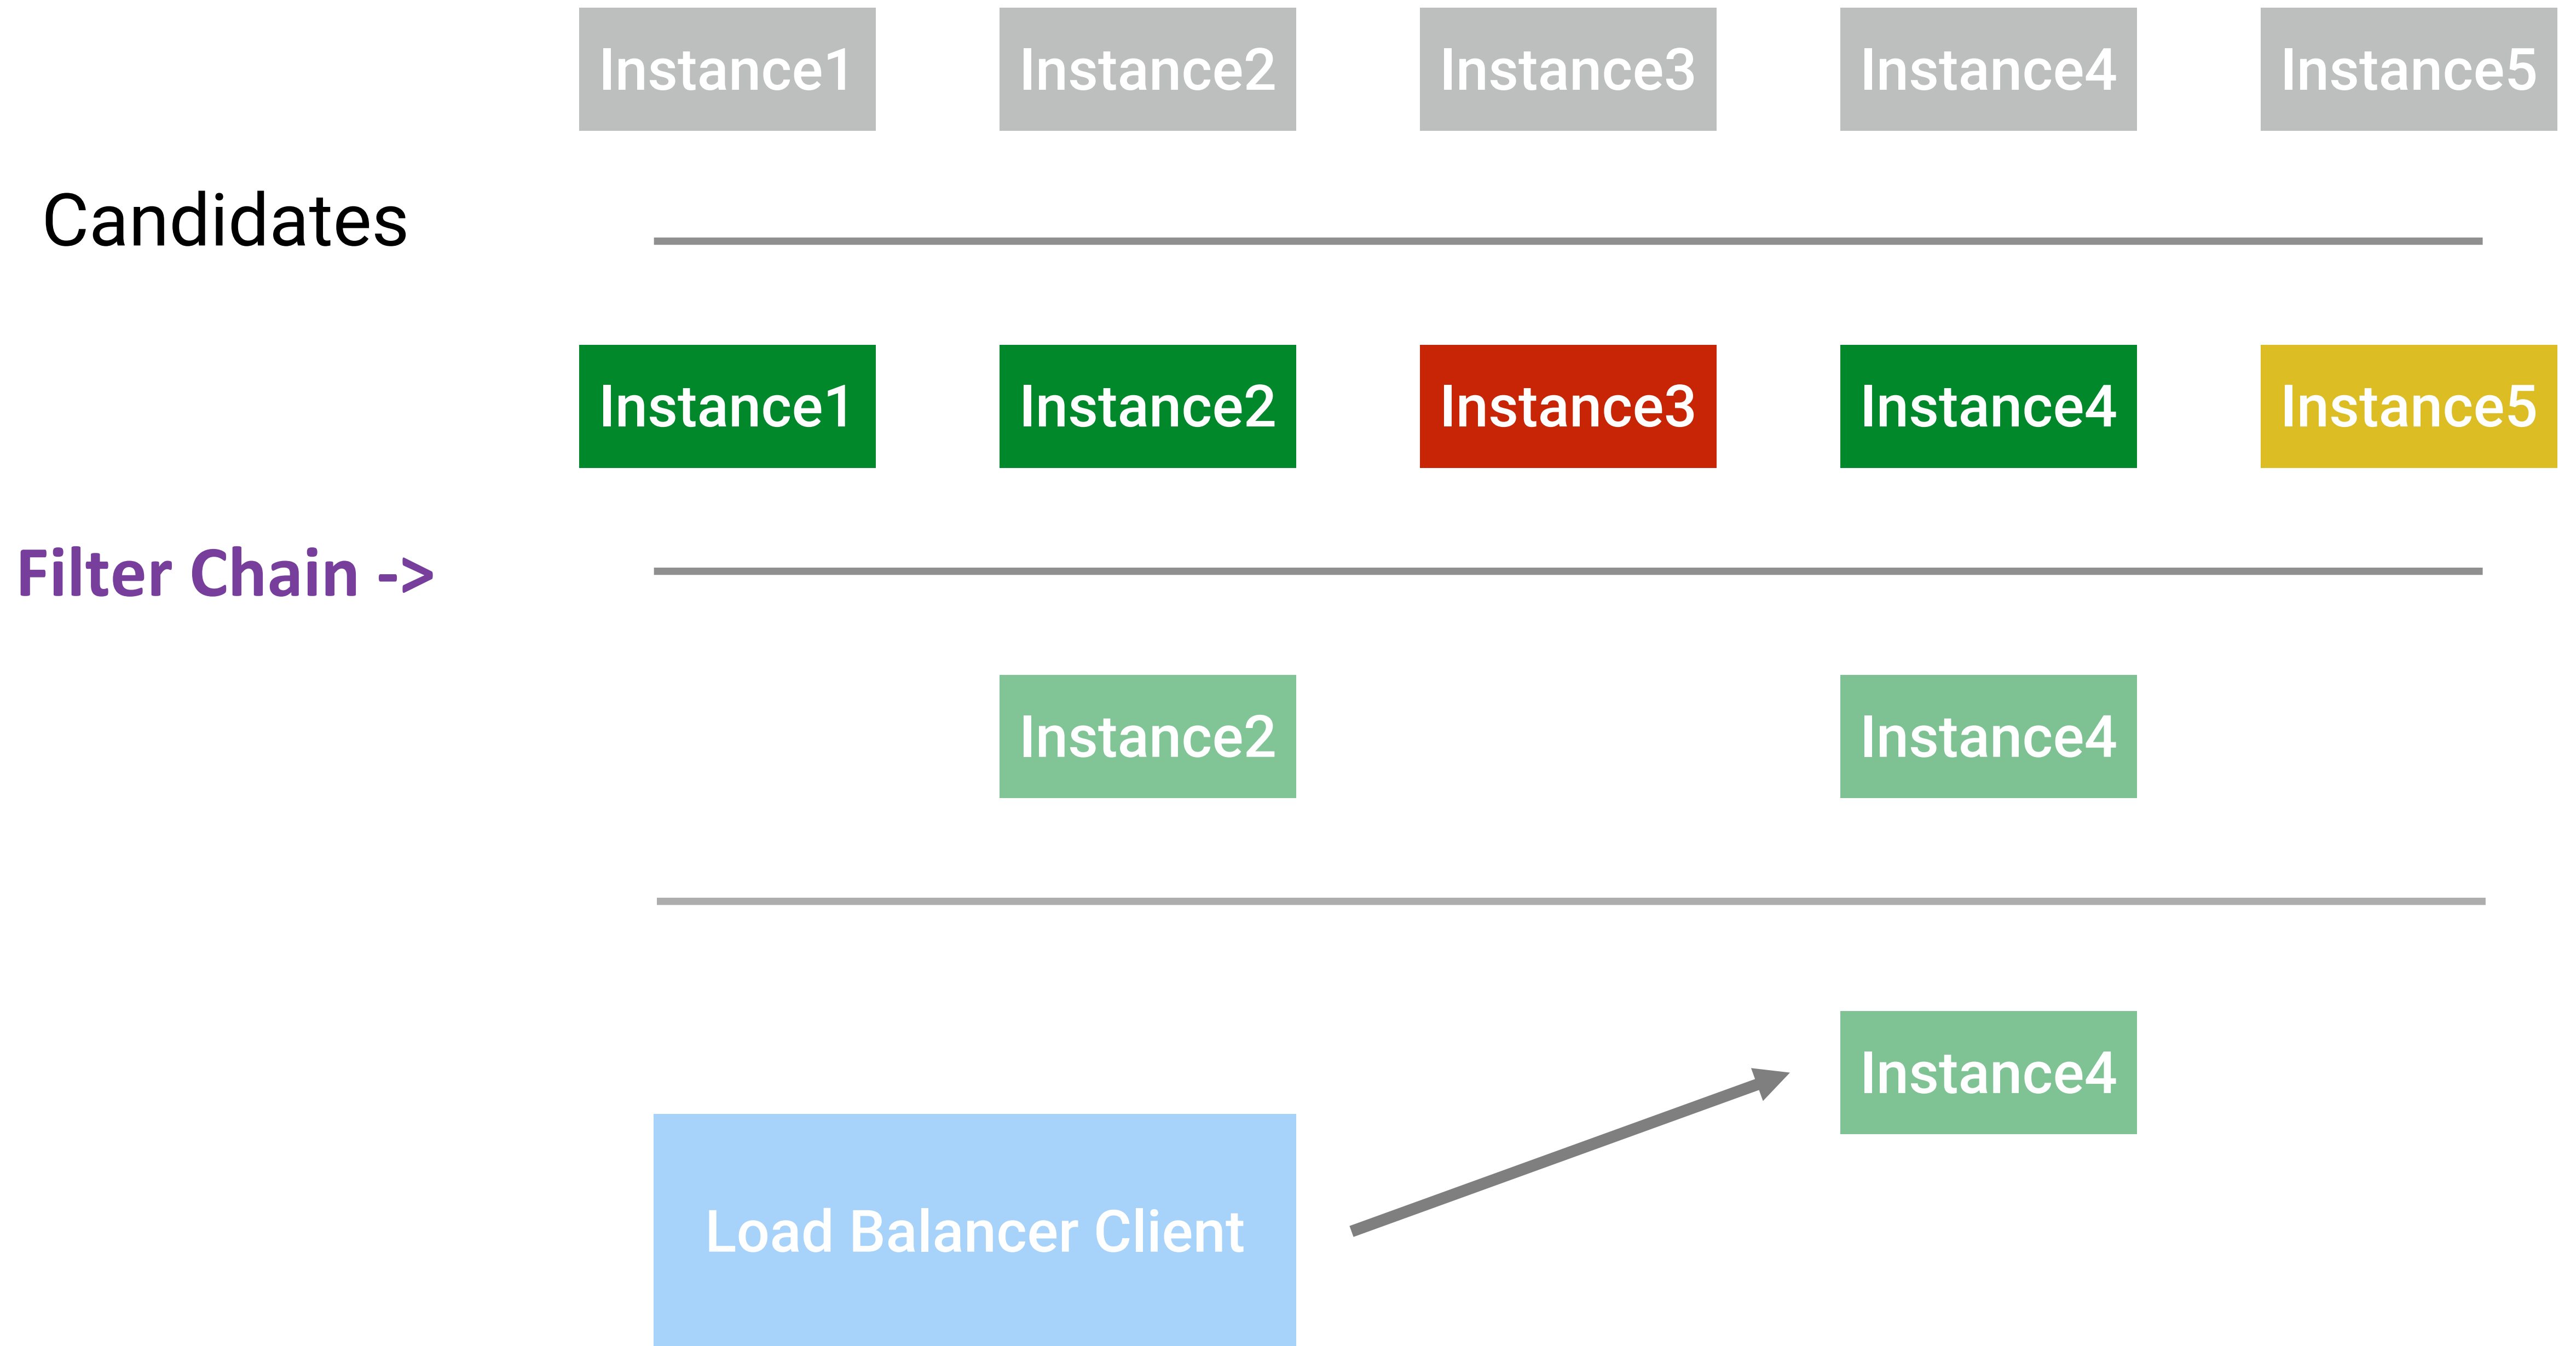 Instance1
Instance2
Instance3
Instance4
Instance5
Candidates
Instance1
Instance2
Instance3
Instance4
Instance5
Filter Chain ->
Instance2
Instance4
Instance4
Load Balancer Client